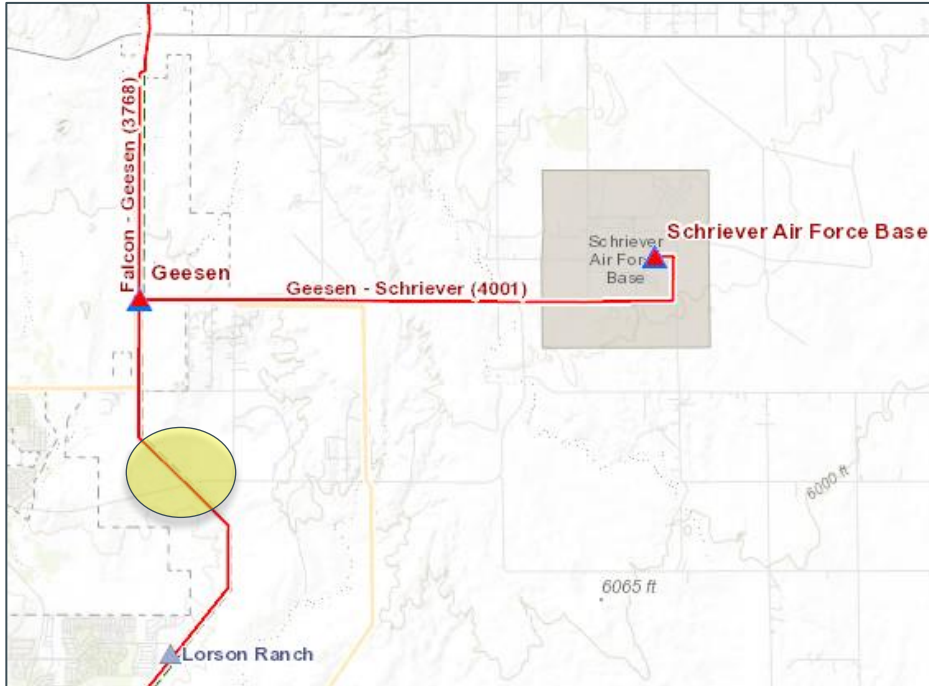 Falcon - Geesen (3768)
Geesen
Geesen - Schriever (4001)
Schriever Air Force Base
Schriever
Air Force
Base
6000 ft
6065 ft
Lorson Ranch